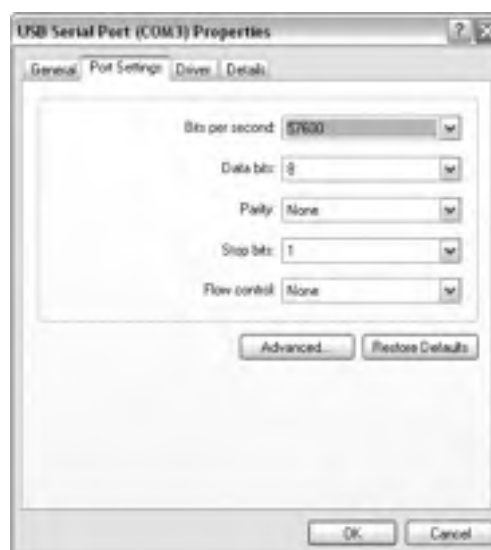 USB Serial Port (COM3) Properties
? X
General Port Settings Driver Details
Bits per second: 57600
Data bits: 8
Parity: None
Stop bits: 1
Flow control: None
Advanced... Restore Defaults
OK Cancel